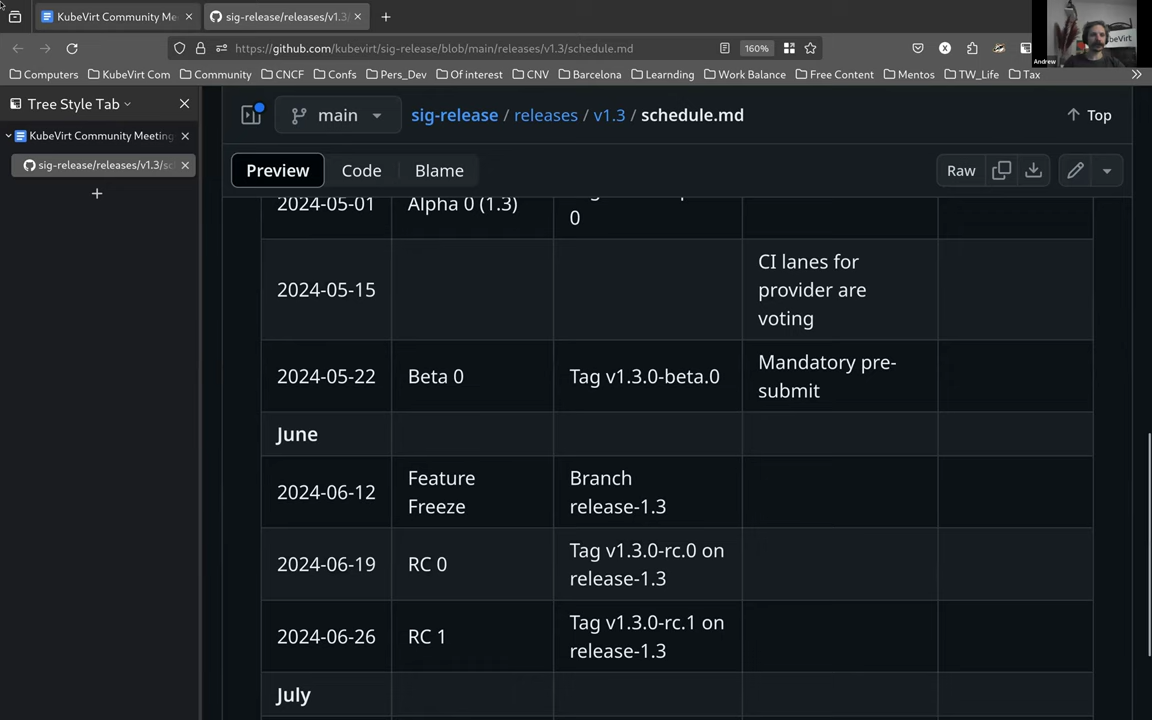 KubeVirt Community Me
sig-release/releases/v1.3/
https://github.com/kubevirt/sig-release/blob/main/releases/v1.3/schedule.md
160%
Andrew
Computers
KubeVirt Com
Community
CNCF
Confs
Pers_Dev
Of interest
CNV
Barcelona
Learnding
Work Balance
Free Content
Mentos
TW_Life
Tax
Tree Style Tab
KubeVirt Community Meeting
sig-release/releases/v1.3/sc
main
sig-release / releases / v1.3 / schedule.md
Top
Preview
Code
Blame
Raw
2024-05-01
Alpha 0 (1.3)
0
2024-05-15
CI lanes for
provider are
voting
2024-05-22
Beta 0
Tag v1.3.0-beta.0
Mandatory pre-
submit
June
2024-06-12
Feature
Freeze
Branch
release-1.3
2024-06-19
RC 0
Tag v1.3.0-rc.0 on
release-1.3
2024-06-26
RC 1
Tag v1.3.0-rc.1 on
release-1.3
July